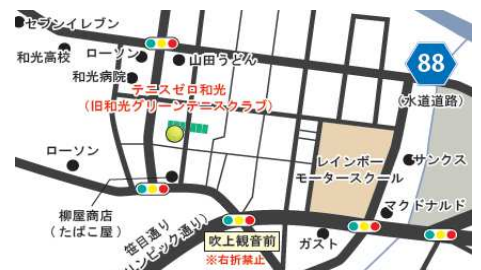 セブンイレブン
和光高校
ローソン
山田うどん
和光病院
88
(水道道路)
テニスゼロ和光
(旧和光グリーンテニスクラブ)
ローソン
レインボー
モータースクール
サンクス
柳屋商店
(たばこ屋)
笹目通り
リンピック通り)
吹上観音前
※右折禁止
ガスト
マクドナルド